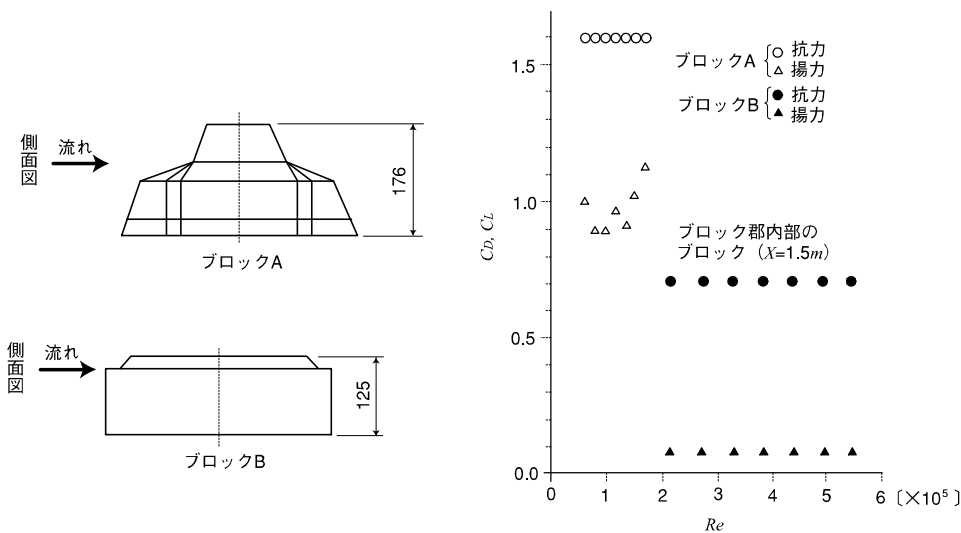 側面図
流れ
176
ブロックA
側面図
流れ
125
ブロックB
ブロックA
抗力
揚力
ブロックB
抗力
揚力
ブロック郡内部の
ブロック（X=1.5m）
CD, CL
1.5
1.0
0.5
0.0
0 1 2 3 4 5 6 〔×10⁵〕
Re